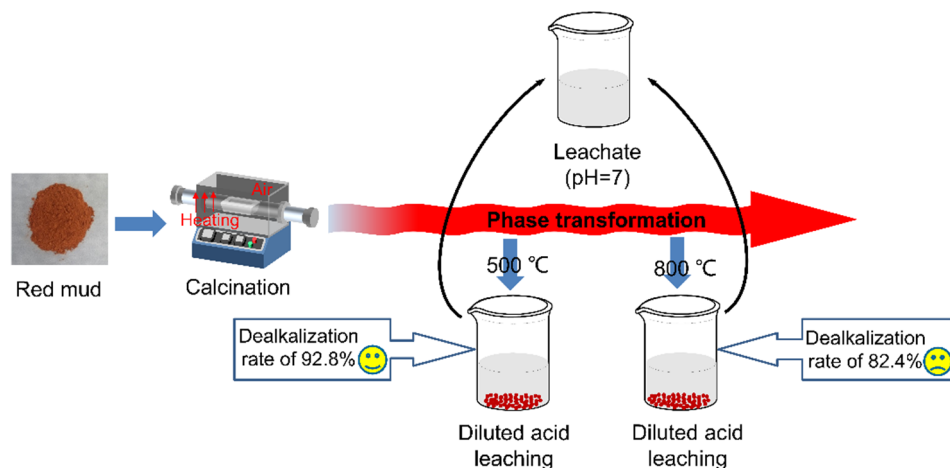 Leachate
(pH=7)
Air
Heating
Phase transformation
500 ℃
800 ℃
Red mud
Calcination
Dealkalization
rate of 92.8%
Dealkalization
rate of 82.4%
Diluted acid
leaching
Diluted acid
leaching